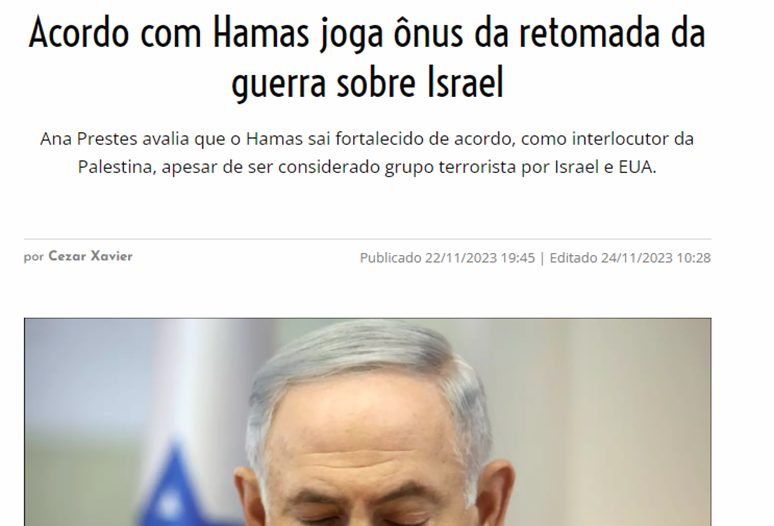 Acordo com Hamas joga ônus da retomada da
guerra sobre Israel
Ana Prestes avalia que o Hamas sai fortalecido de acordo, como interlocutor da
Palestina, apesar de ser considerado grupo terrorista por Israel e EUA.
por Cezar Xavier
Publicado 22/11/2023 19:45 | Editado 24/11/2023 10:28